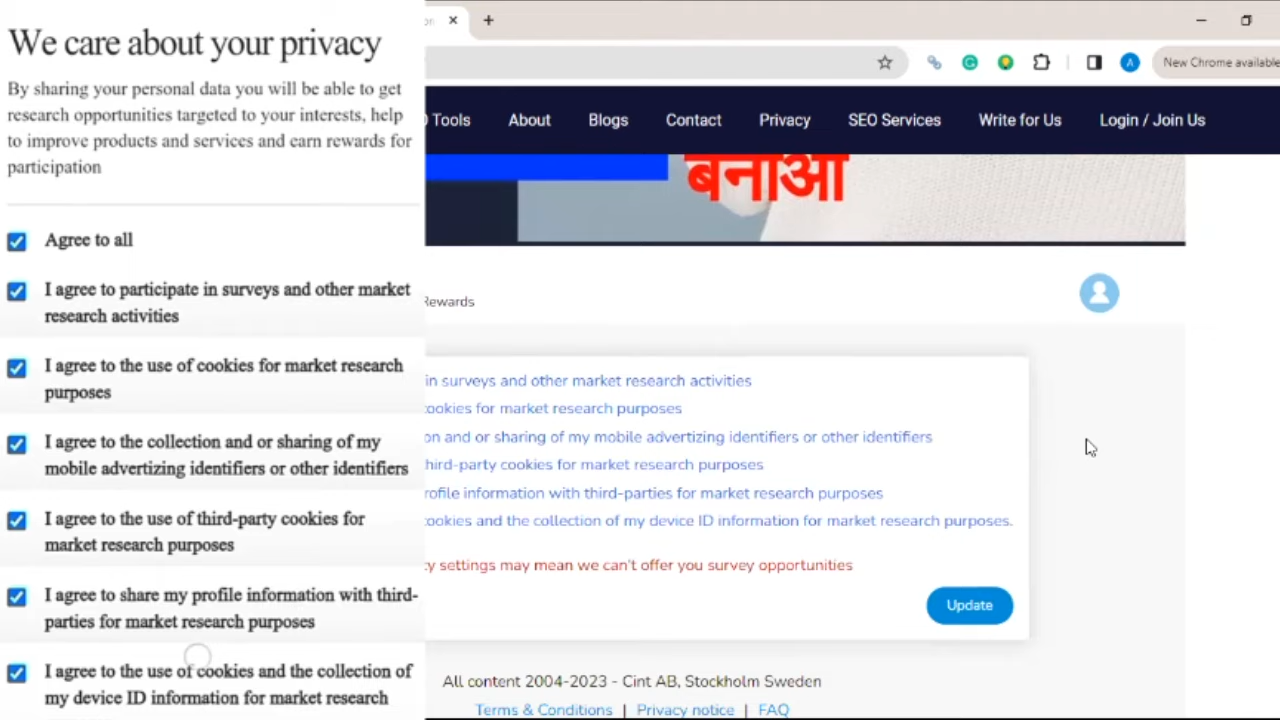 We care about your privacy
By sharing your personal data you will be able to get
research opportunities targeted to your interests, help
to improve products and services and earn rewards for
participation
Agree to all
I agree to participate in surveys and other market
research activities
I agree to the use of cookies for market research
purposes
I agree to the collection and or sharing of my
mobile advertizing identifiers or other identifiers
I agree to the use of third-party cookies for
market research purposes
I agree to share my profile information with third-
parties for market research purposes
I agree to the use of cookies and the collection of
my device ID information for market research
New Chrome available
Tools About Blogs Contact Privacy SEO Services Write for Us Login / Join Us
बनाओ
Rewards
in surveys and other market research activities
cookies for market research purposes
on and or sharing of my mobile advertizing identifiers or other identifiers
third-party cookies for market research purposes
profile information with third-parties for market research purposes
cookies and the collection of my device ID information for market research purposes.
settings may mean we can't offer you survey opportunities
Update
All content 2004-2023 - Cint AB, Stockholm Sweden
Terms & Conditions | Privacy notice | FAQ